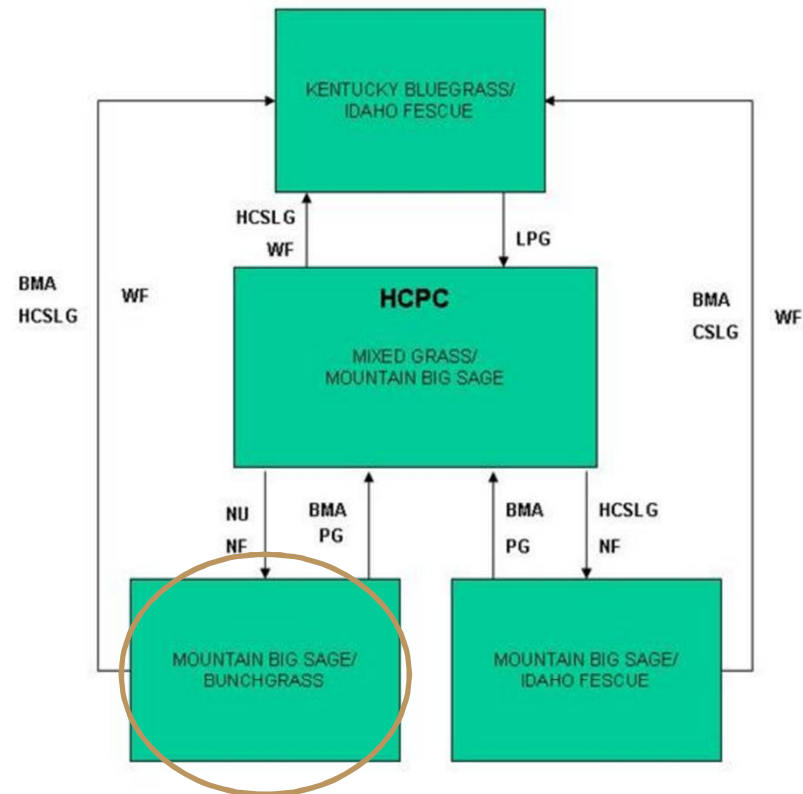 KENTUCKY BLUEGRASS/
IDAHO FESCUE
HCSLG
WF
LPG
BMA
HCSLG
WF
HCPC
MIXED GRASS/
MOUNTAIN BIG SAGE
BMA
CSLG
WF
NU
NF
BMA
PG
BMA
PG
HCSLG
NF
MOUNTAIN BIG SAGE/
BUNCHGRASS
MOUNTAIN BIG SAGE/
IDAHO FESCUE